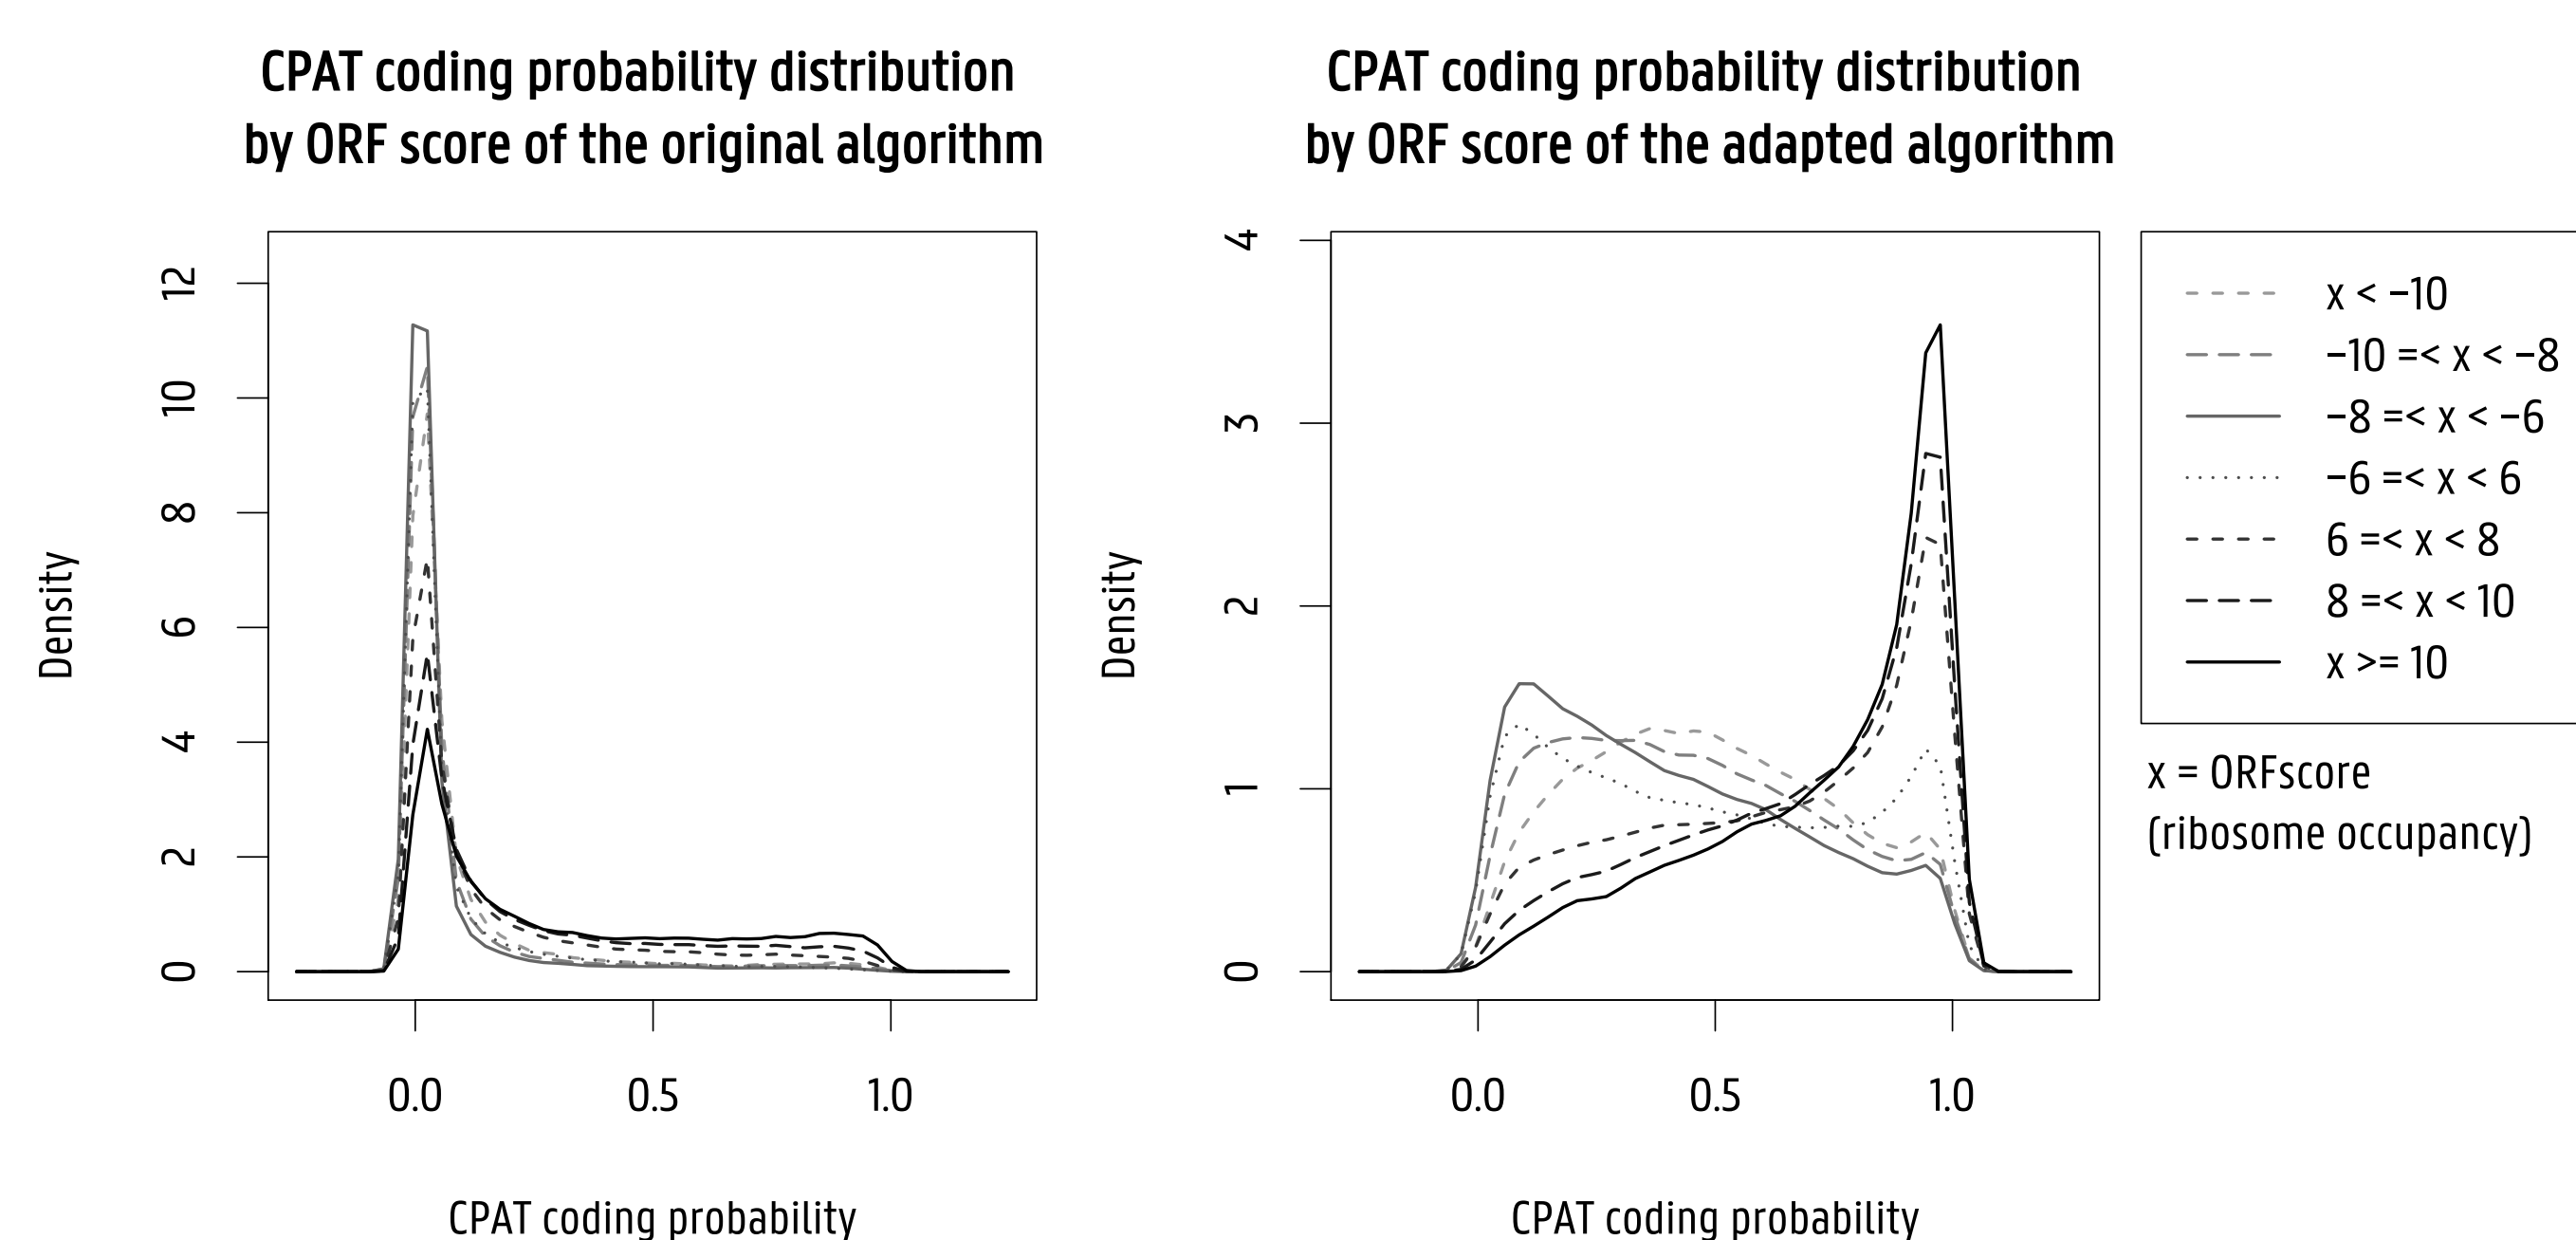 CPAT coding probability distribution
by ORF score of the original algorithm
Density
0
2
4
6
8
10
12
0.0
0.5
1.0
CPAT coding probability
CPAT coding probability distribution
by ORF score of the adapted algorithm
Density
0
1
2
3
4
0.0
0.5
1.0
CPAT coding probability
x < −10
−10 =< x < −8
−8 =< x < −6
−6 =< x < 6
6 =< x < 8
8 =< x < 10
x >= 10
x = ORFscore
(ribosome occupancy)